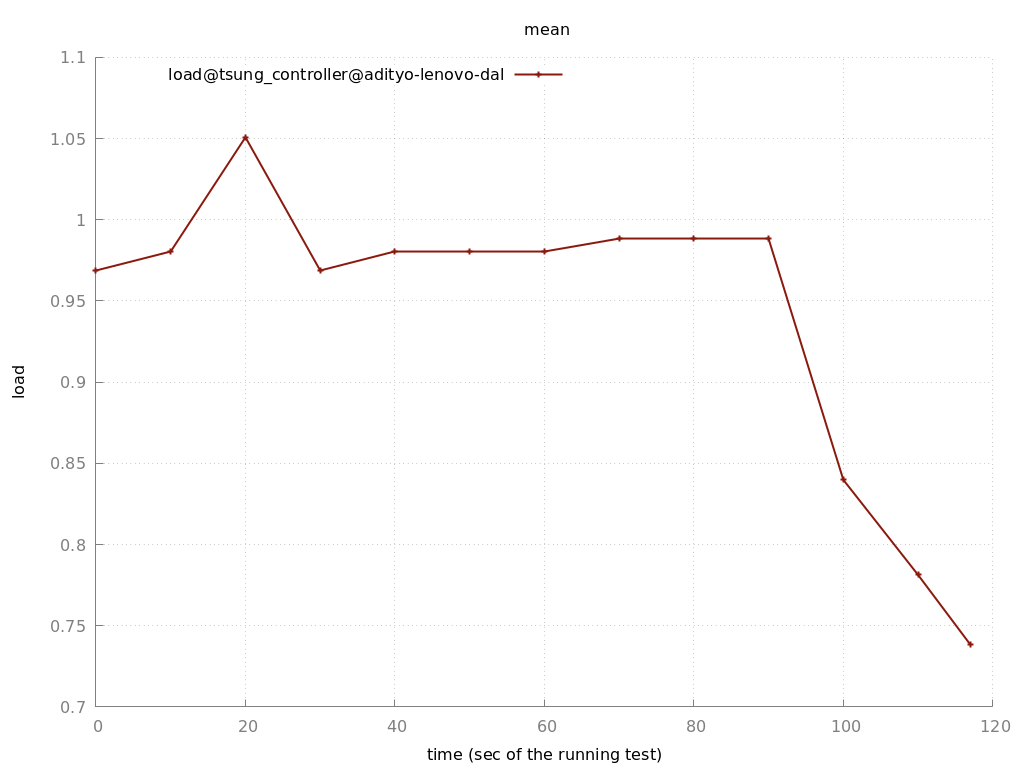 mean
1.1
load@tsung_controller@adityo-lenovo-dal
1.05
1
0.95
0.9
load
0.85
0.8
0.75
0.7
0 20 40 60 80 100 120
time (sec of the running test)